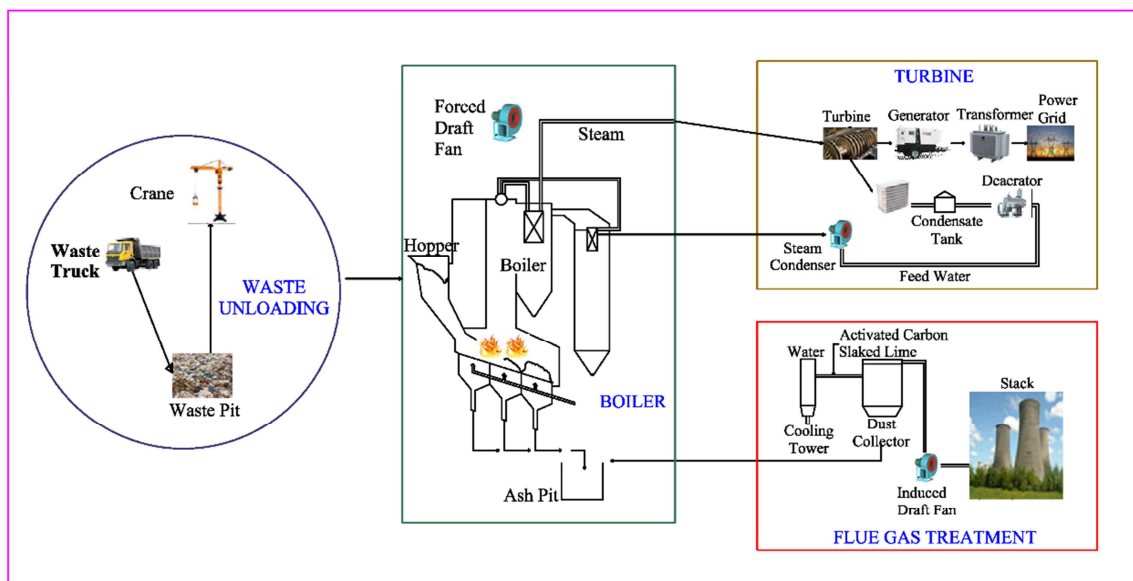 Crane
Waste
Truck
WASTE
UNLOADING
Waste Pit
Forced
Draft
Fan
Steam
Hopper
Boiler
BOILER
Ash Pit
TURBINE
Turbine
Generator
Transformer
Power
Grid
Deacrator
Condensate
Tank
Steam
Condenser
Feed Water
Activated Carbon
Slaked Lime
Water
Cooling
Tower
Dust
Collector
Stack
Induced
Draft Fan
FLUE GAS TREATMENT